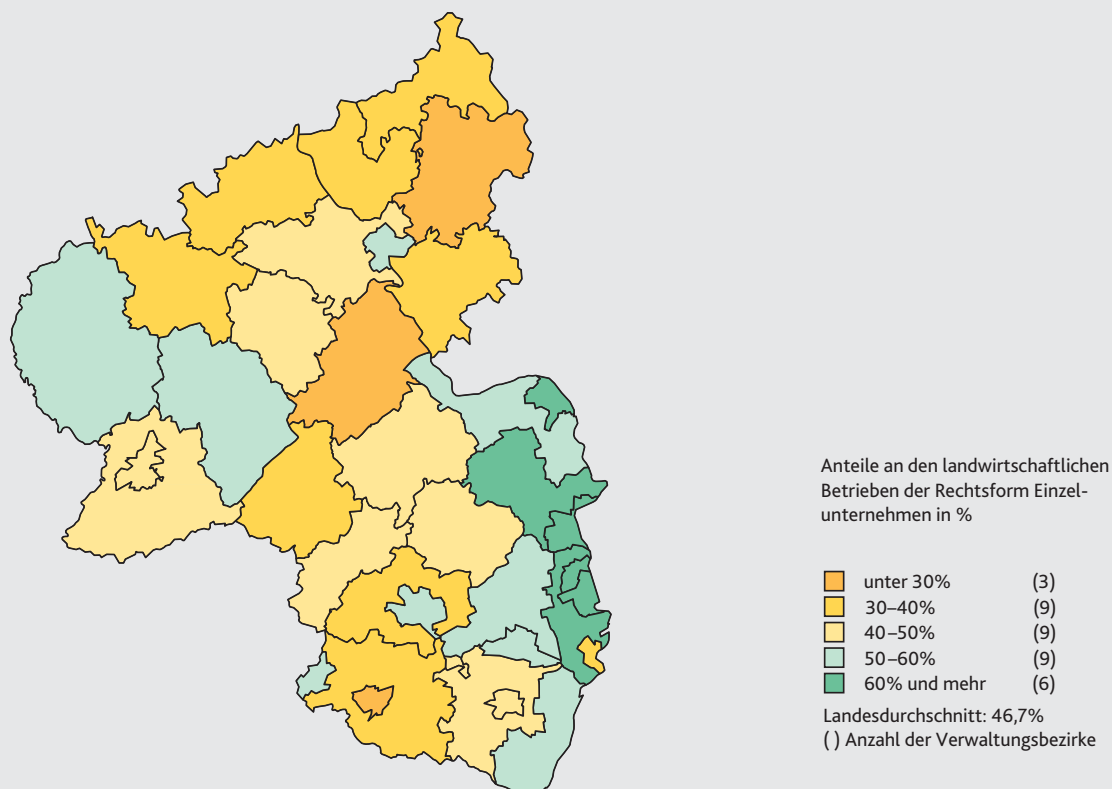 Anteile an den landwirtschaftlichen
Betrieben der Rechtsform Einzel-
unternehmen in %
unter 30% (3)
30–40% (9)
40–50% (9)
50–60% (9)
60% und mehr (6)
Landesdurchschnitt: 46,7%
( ) Anzahl der Verwaltungsbezirke